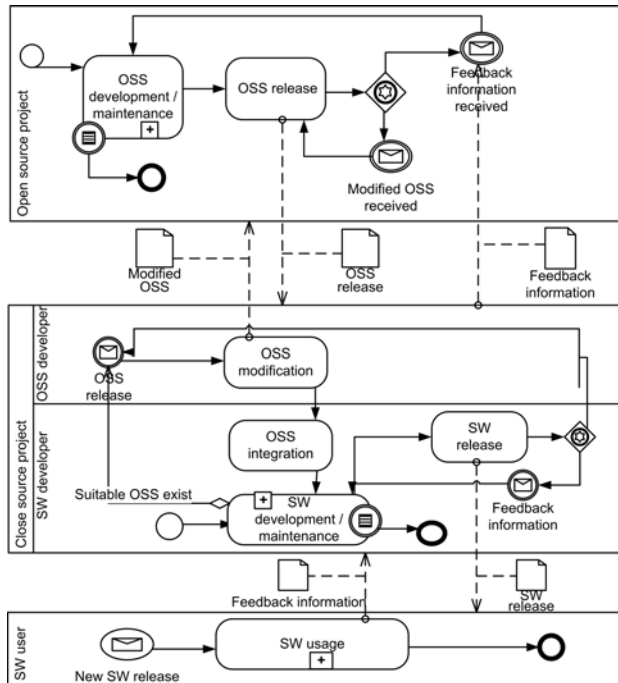 Open source project
OSS
development /
maintenance
+
OSS release
Feedback
information
received
Modified OSS
received
Modified
OSS
OSS
release
Feedback
information
Close source project
OSS developer
OSS
release
OSS
modification
SW developer
OSS
integration
SW
release
Suitable OSS exist
+
SW
development /
maintenance
Feedback
information
Feedback information
SW
release
SW user
New SW release
SW usage
+